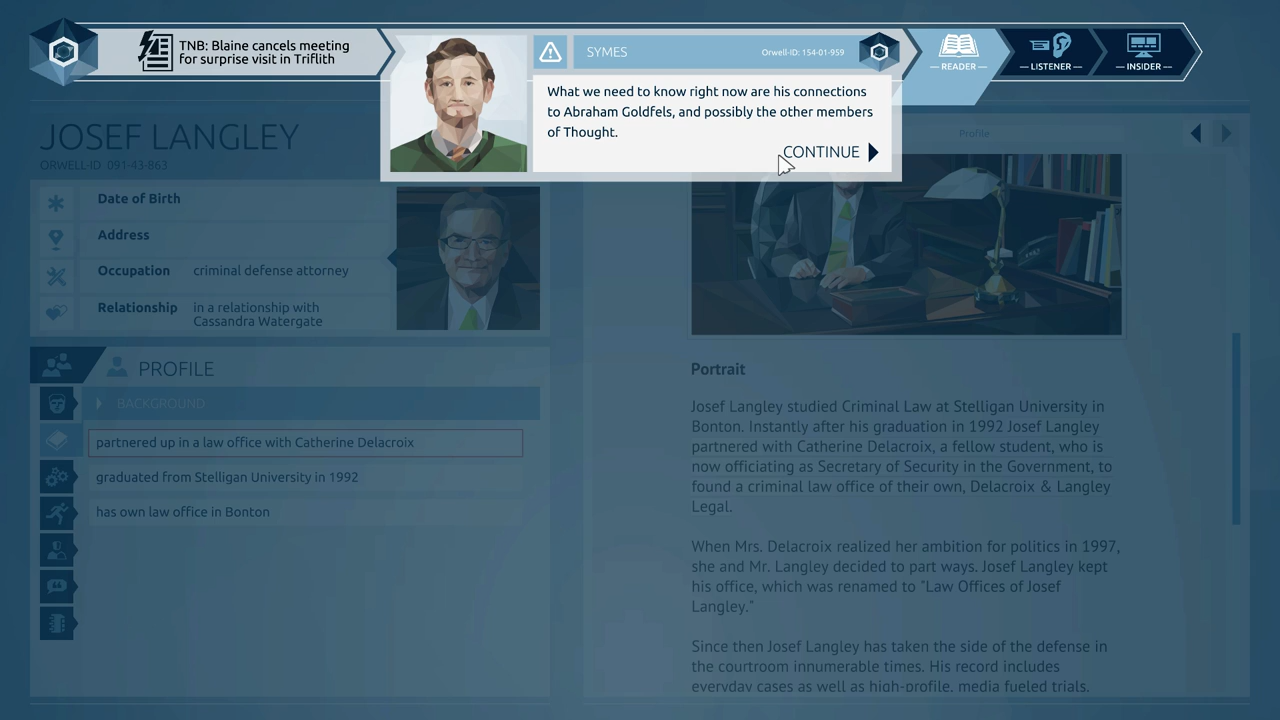 TNB: Blaine cancels meeting
for surprise visit in Triflith
SYMES
Orwell-ID: 154-01-959
What we need to know right now are his connections
to Abraham Goldfels, and possibly the other members
of Thought.
CONTINUE
— READER —
— LISTENER —
— INSIDER —
JOSEF LANGLEY
ORWELL-ID 091-43-863
Date of Birth
Address
Occupation criminal defense attorney
Relationship in a relationship with
Cassandra Watergate
PROFILE
BACKGROUND
partnered up in a law office with Catherine Delacroix
graduated from Stelligan University in 1992
has own law office in Bonton
Profile
Portrait
Josef Langley studied Criminal Law at Stelligan University in
Bonton. Instantly after his graduation in 1992 Josef Langley
partnered with Catherine Delacroix, a fellow student, who is
now officiating as Secretary of Security in the Government, to
found a criminal law office of their own, Delacroix & Langley
Legal.
When Mrs. Delacroix realized her ambition for politics in 1997,
she and Mr. Langley decided to part ways. Josef Langley kept
his office, which was renamed to "Law Offices of Josef
Langley."
Since then Josef Langley has taken the side of the defense in
the courtroom innumerable times. His record includes
everyday cases as well as high-profile, media fueled trials.